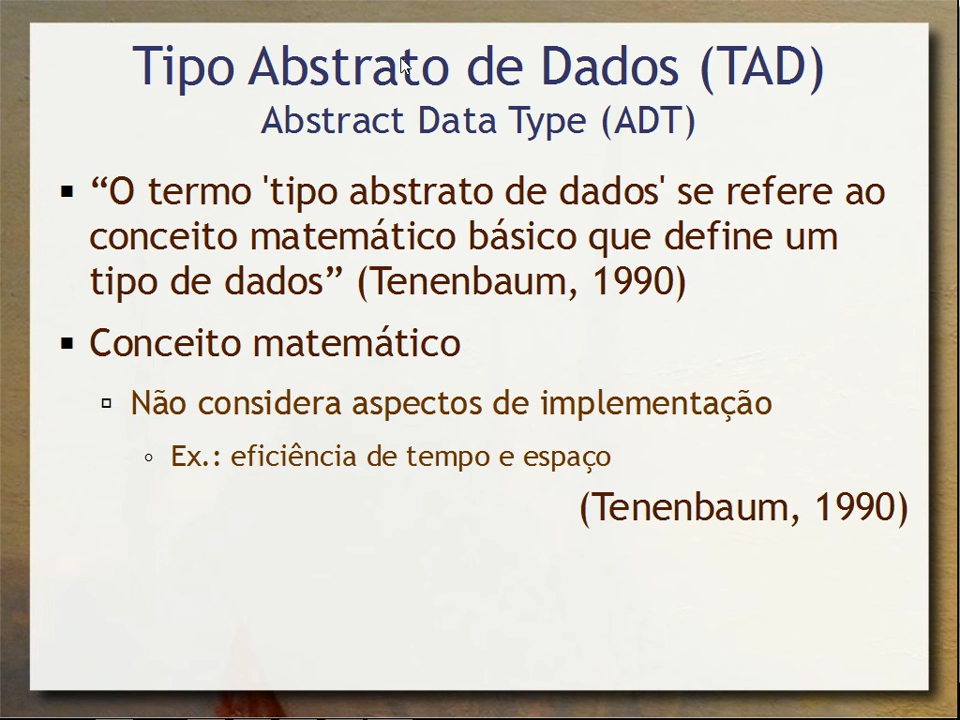 Tipo Abstrato de Dados (TAD)
Abstract Data Type (ADT)
“O termo 'tipo abstrato de dados' se refere ao
conceito matemático básico que define um
tipo de dados” (Tenenbaum, 1990)
Conceito matemático
Não considera aspectos de implementação
Ex.: eficiência de tempo e espaço
(Tenenbaum, 1990)